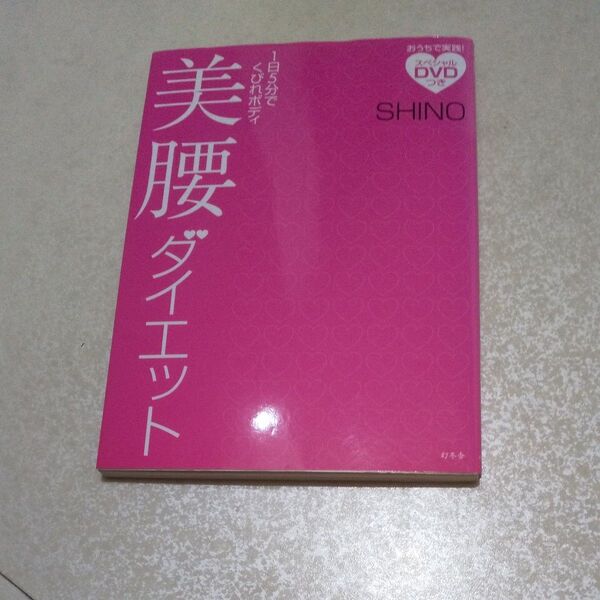 おうちで実践!
スペシャル
DVD
つき
SHINO
1日5分で
くびれボディ
美腰ダイエット
幻冬舎